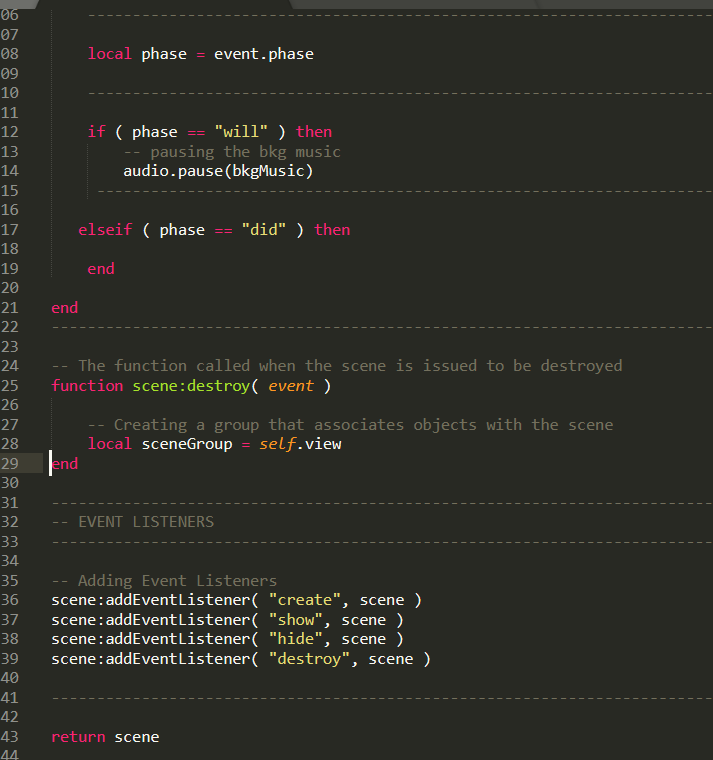 06 --------------------------------------------------------------------
07
08 local phase = event.phase
09
10 --------------------------------------------------------------------
11
12 if ( phase == "will" ) then
13 -- pausing the bkg music
14 audio.pause(bkgMusic)
15 --------------------------------------------------------------------
16
17 elseif ( phase == "did" ) then
18
19 end
20
21 end
22 ------------------------------------------------------------------------
23
24 -- The function called when the scene is issued to be destroyed
25 function scene:destroy( event )
26
27 -- Creating a group that associates objects with the scene
28 local sceneGroup = self.view
29 end
30
31 ------------------------------------------------------------------------
32 -- EVENT LISTENERS
33 ------------------------------------------------------------------------
34
35 -- Adding Event Listeners
36 scene:addEventListener( "create", scene )
37 scene:addEventListener( "show", scene )
38 scene:addEventListener( "hide", scene )
39 scene:addEventListener( "destroy", scene )
40
41 ------------------------------------------------------------------------
42
43 return scene
44